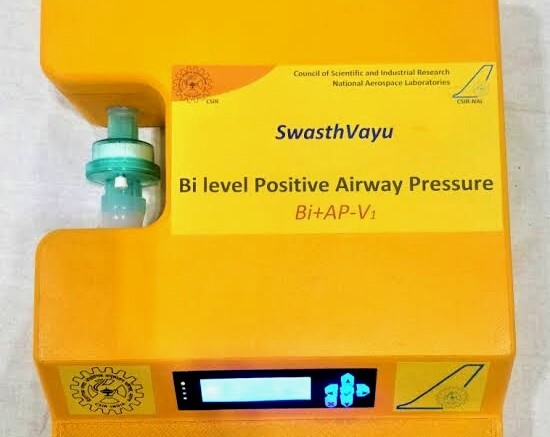 Council of Scientific and Industrial Research
National Aerospace Laboratories
CSIR
CSIR-NAL
SwasthVayu
Bi level Positive Airway Pressure
Bi+AP-V1